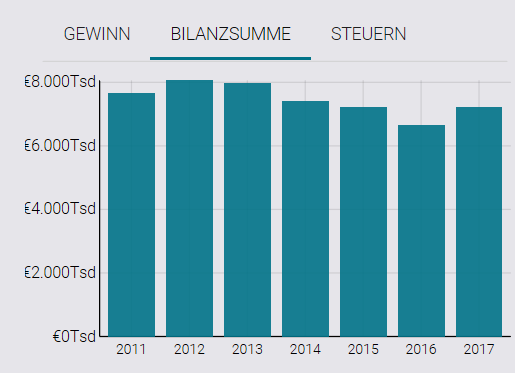 GEWINN BILANZSUMME STEUERN
€8.000Tsd
€6.000Tsd
€4.000Tsd
€2.000Tsd
€0Tsd
2011 2012 2013 2014 2015 2016 2017